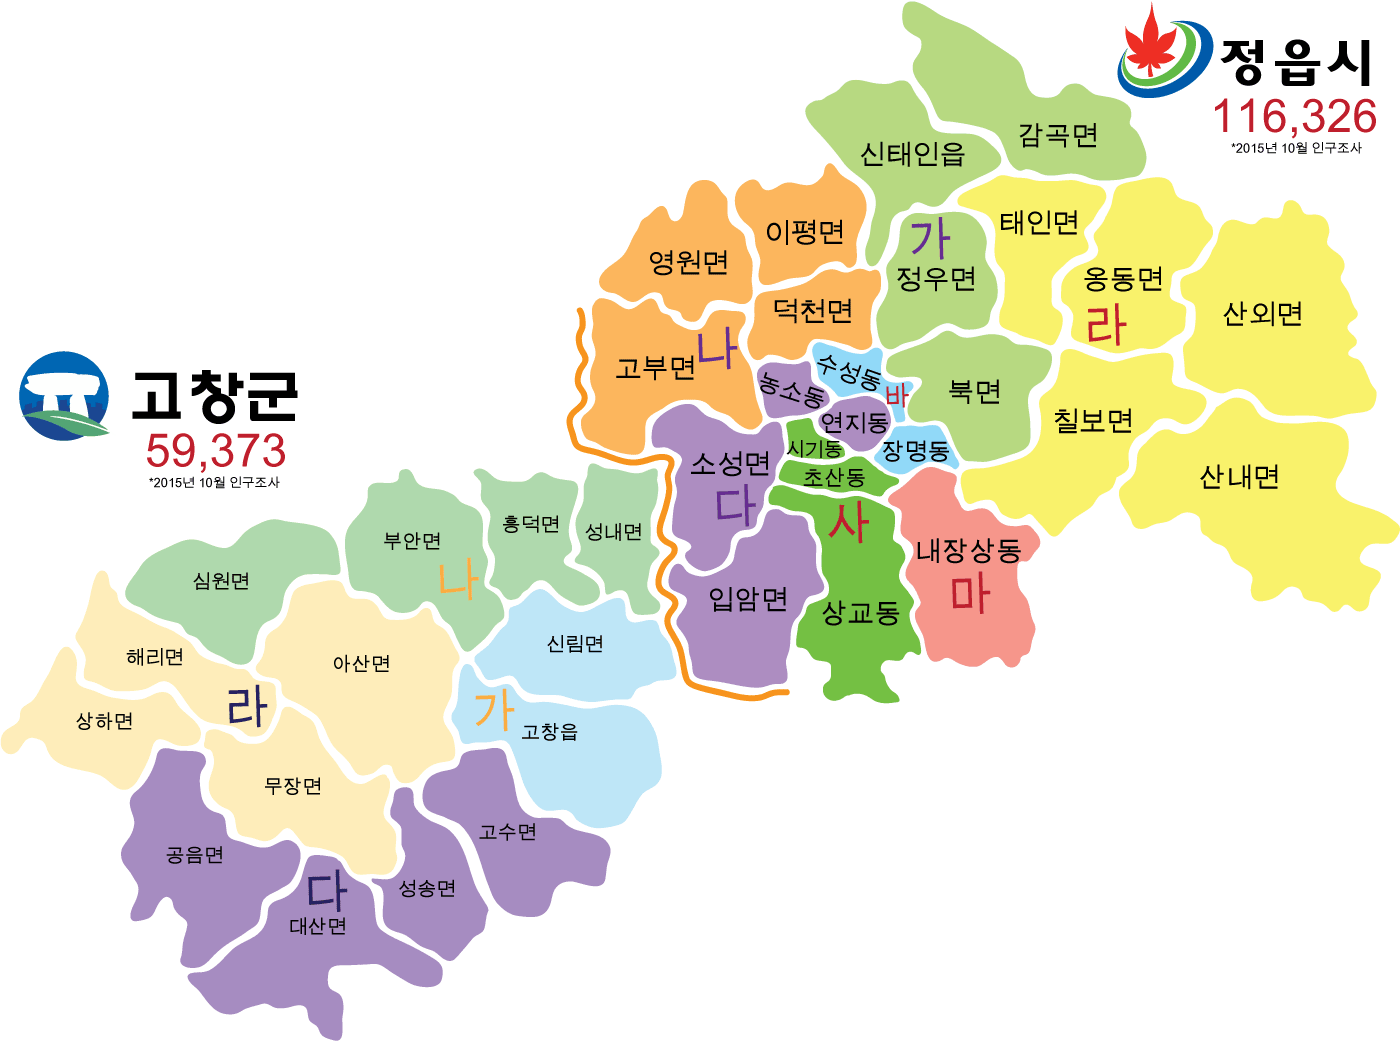 정읍시
116,326
*2015년 10월 인구조사
감곡면
신태인읍
태인면
이평면
가
영원면
정우면
옹동면
덕천면
산외면
라
나
고부면
수성동
농소동
바
북면
연지동
칠보면
시기동
장명동
소성면
초산동
산내면
다
사
내장상동
마
입암면
상교동
고창군
59,373
*2015년 10월 인구조사
흥덕면
성내면
부안면
나
심원면
신림면
해리면
아산면
라
가
상하면
고창읍
무장면
고수면
공음면
다
성송면
대산면